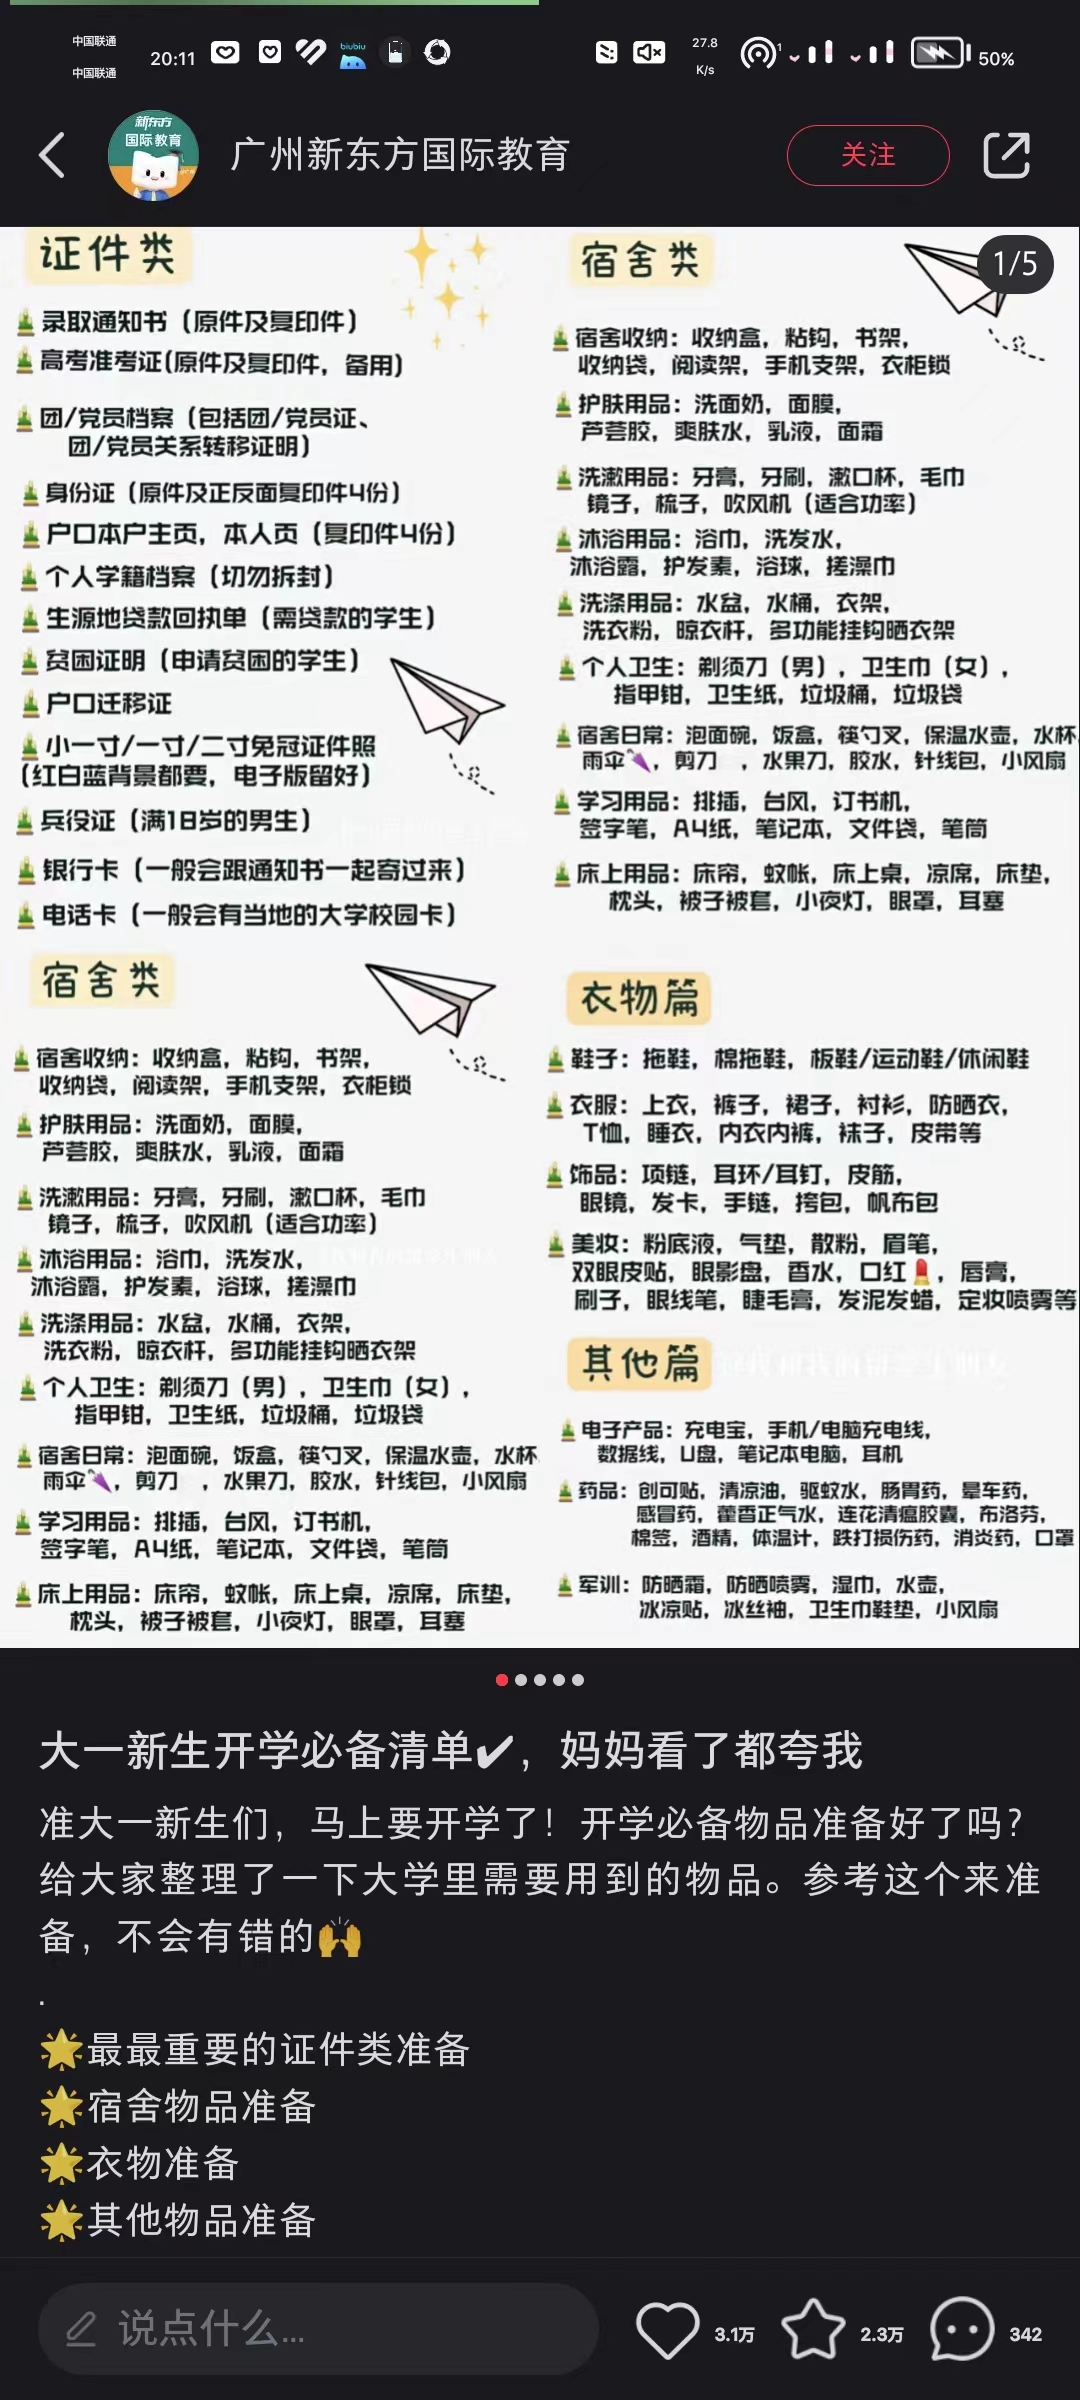 中国联通
中国联通
20:11
biubiu
27.8
K/s
1
50%
新东方
国际教育
广州新东方国际教育
关注
1/5
证件类
录取通知书（原件及复印件）
高考准考证(原件及复印件，备用)
团/党员档案（包括团/党员证、
团/党员关系转移证明）
身份证（原件及正反面复印件4份）
户口本户主页，本人页（复印件4份）
个人学籍档案（切勿拆封）
生源地贷款回执单（需贷款的学生）
贫困证明（申请贫困的学生）
户口迁移证
小一寸/一寸/二寸免冠证件照
(红白蓝背景都要，电子版留好）
兵役证（满18岁的男生）
银行卡（一般会跟通知书一起寄过来）
电话卡（一般会有当地的大学校园卡）
宿舍类
宿舍收纳：收纳盒，粘钩，书架，
收纳袋，阅读架，手机支架，衣柜锁
护肤用品：洗面奶，面膜，
芦荟胶，爽肤水，乳液，面霜
洗漱用品：牙膏，牙刷，漱口杯，毛巾
镜子，梳子，吹风机（适合功率）
沐浴用品：浴巾，洗发水，
沐浴露，护发素，浴球，搓澡巾
洗涤用品：水盆，水桶，衣架，
洗衣粉，晾衣杆，多功能挂钩晒衣架
个人卫生：剃须刀（男），卫生巾（女），
指甲钳，卫生纸，垃圾桶，垃圾袋
宿舍日常：泡面碗，饭盒，筷勺叉，保温水壶，水杯
雨伞，剪刀，水果刀，胶水，针线包，小风扇
学习用品：排插，台风，订书机，
签字笔，A4纸，笔记本，文件袋，笔筒
床上用品：床帘，蚊帐，床上桌，凉席，床垫，
枕头，被子被套，小夜灯，眼罩，耳塞
宿舍类
宿舍收纳：收纳盒，粘钩，书架，
收纳袋，阅读架，手机支架，衣柜锁
护肤用品：洗面奶，面膜，
芦荟胶，爽肤水，乳液，面霜
洗漱用品：牙膏，牙刷，漱口杯，毛巾
镜子，梳子，吹风机（适合功率）
沐浴用品：浴巾，洗发水，
沐浴露，护发素，浴球，搓澡巾
洗涤用品：水盆，水桶，衣架，
洗衣粉，晾衣杆，多功能挂钩晒衣架
个人卫生：剃须刀（男），卫生巾（女），
指甲钳，卫生纸，垃圾桶，垃圾袋
宿舍日常：泡面碗，饭盒，筷勺叉，保温水壶，水杯
雨伞，剪刀，水果刀，胶水，针线包，小风扇
学习用品：排插，台风，订书机，
签字笔，A4纸，笔记本，文件袋，笔筒
床上用品：床帘，蚊帐，床上桌，凉席，床垫，
枕头，被子被套，小夜灯，眼罩，耳塞
衣物篇
鞋子：拖鞋，棉拖鞋，板鞋/运动鞋/休闲鞋
衣服：上衣，裤子，裙子，衬衫，防晒衣，
T恤，睡衣，内衣内裤，袜子，皮带等
饰品：项链，耳环/耳钉，皮筋，
眼镜，发卡，手链，挎包，帆布包
美妆：粉底液，气垫，散粉，眉笔，
双眼皮贴，眼影盘，香水，口红，唇膏，
刷子，眼线笔，睫毛膏，发泥发蜡，定妆喷雾等
其他篇
电子产品：充电宝，手机/电脑充电线，
数据线，U盘，笔记本电脑，耳机
药品：创可贴，清凉油，驱蚊水，肠胃药，晕车药，
感冒药，藿香正气水，连花清瘟胶囊，布洛芬，
棉签，酒精，体温计，跌打损伤药，消炎药，口罩
军训：防晒霜，防晒喷雾，湿巾，水壶，
冰凉贴，冰丝袖，卫生巾鞋垫，小风扇
大一新生开学必备清单✔，妈妈看了都夸我
准大一新生们，马上要开学了！开学必备物品准备好了吗？
给大家整理了一下大学里需要用到的物品。参考这个来准
备，不会有错的🙌
.
🌟最最重要的证件类准备
🌟宿舍物品准备
🌟衣物准备
🌟其他物品准备
说点什么...
3.1万
2.3万
342